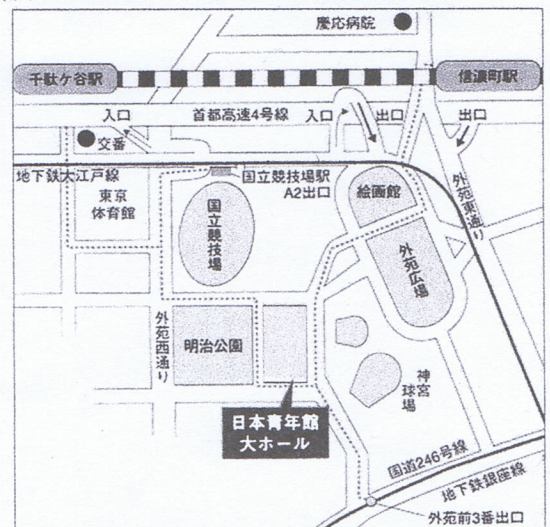 慶応病院
千駄ケ谷駅
信濃町駅
入口
首都高速4号線
入口
出口
出口
交番
地下鉄大江戸線
国立競技場駅
A2出口
東京
体育館
国立競技場
絵画館
外苑東通り
外苑広場
外苑西通り
明治公園
神宮
球場
日本青年館
大ホール
国道246号線
地下鉄銀座線
外苑前3番出口